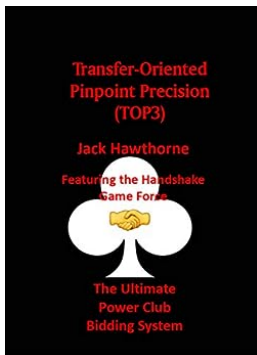 Transfer-Oriented
Pinpoint Precision
(TOP3)
Jack Hawthorne
Featuring the Handshake
Game Force
The Ultimate
Power Club
Bidding System